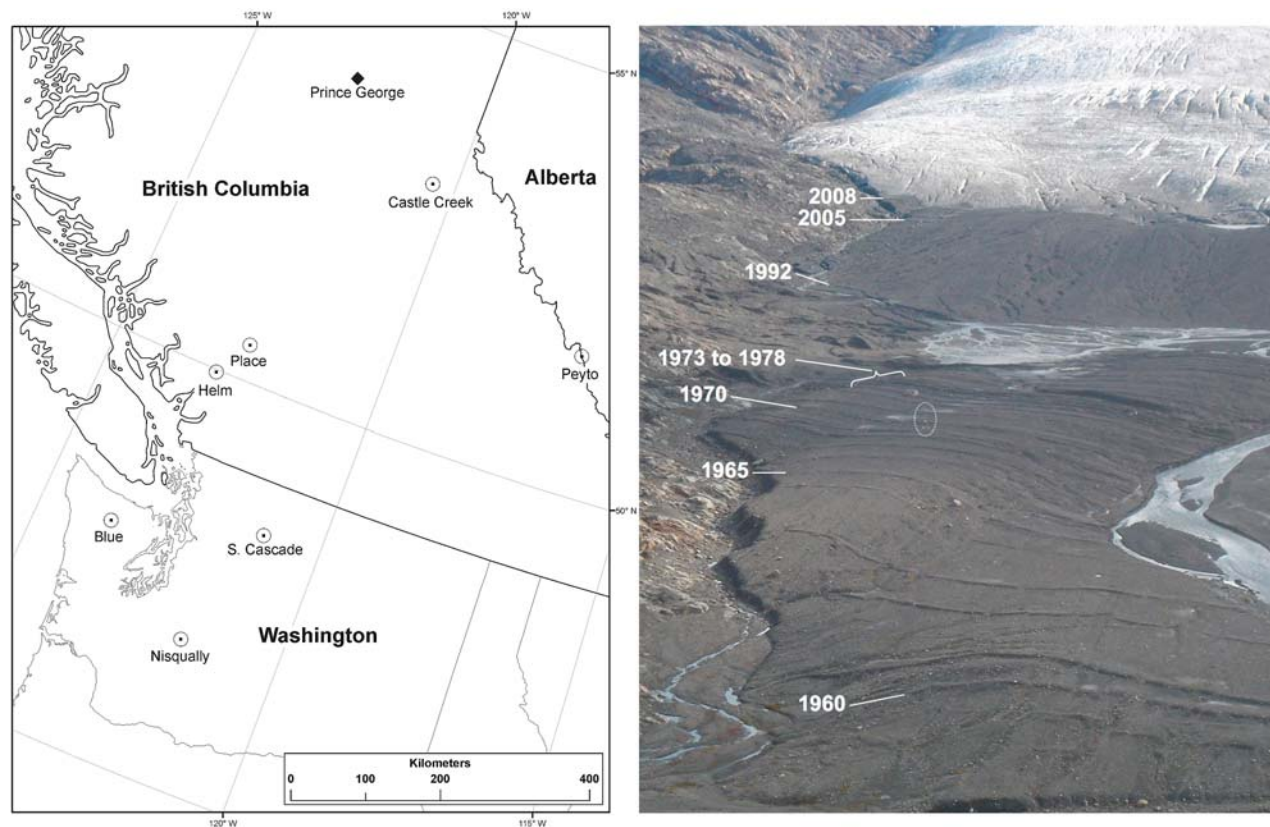 125° W
120° W
55° N
Prince George
British Columbia
Alberta
Castle Creek
Place
Helm
Peyto
50° N
Blue
S. Cascade
Washington
Nisqually
Kilometers
0 100 200 400
120° W
115° W
2008
2005
1992
1973 to 1978
1970
1965
1960